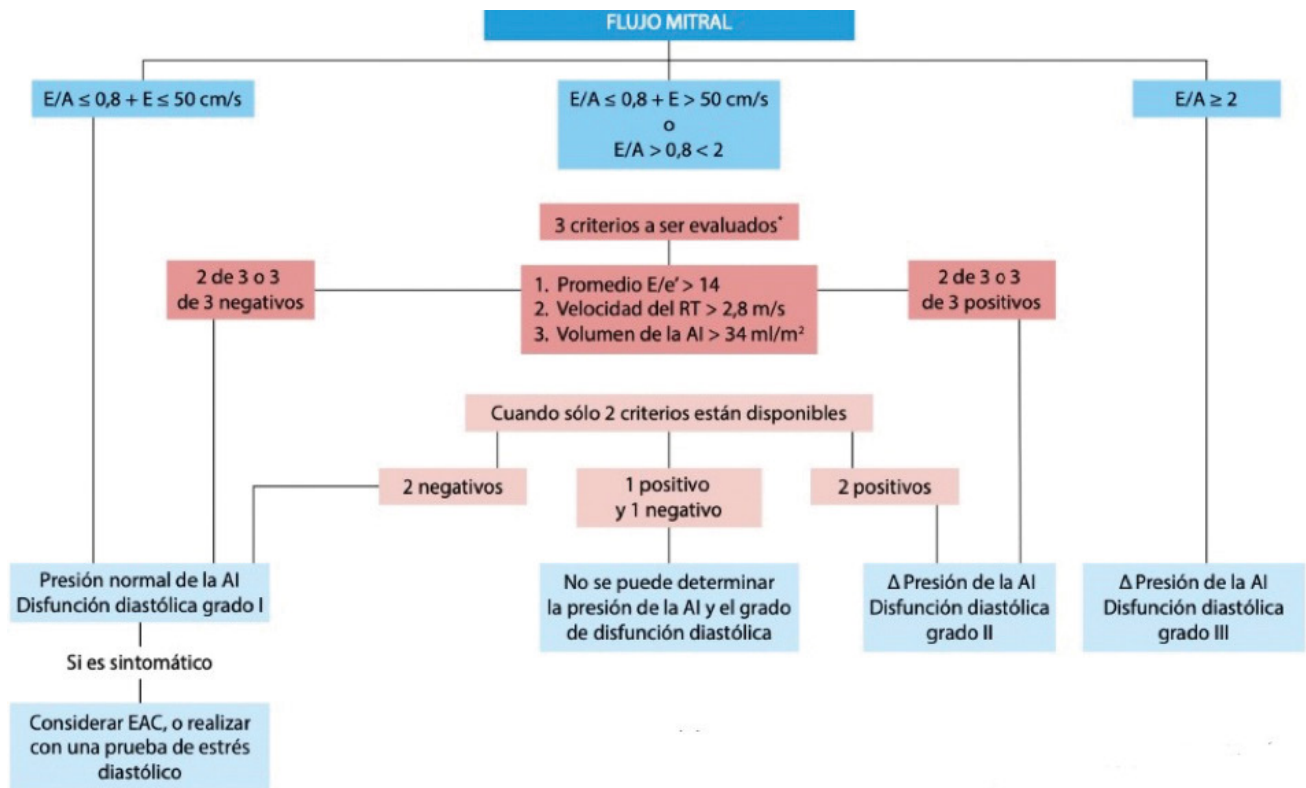 FLUJO MITRAL
E/A ≤ 0,8 + E ≤ 50 cm/s
E/A ≤ 0,8 + E > 50 cm/s
o
E/A > 0,8 < 2
E/A ≥ 2
3 criterios a ser evaluados*
2 de 3 o 3
de 3 negativos
1. Promedio E/e′ > 14
2. Velocidad del RT > 2,8 m/s
3. Volumen de la AI > 34 ml/m²
2 de 3 o 3
de 3 positivos
Cuando sólo 2 criterios están disponibles
2 negativos
1 positivo
y 1 negativo
2 positivos
Presión normal de la AI
Disfunción diastólica grado I
No se puede determinar
la presión de la AI y el grado
de disfunción diastólica
Δ Presión de la AI
Disfunción diastólica
grado II
Δ Presión de la AI
Disfunción diastólica
grado III
Si es sintomático
Considerar EAC, o realizar
con una prueba de estrés
diastólico